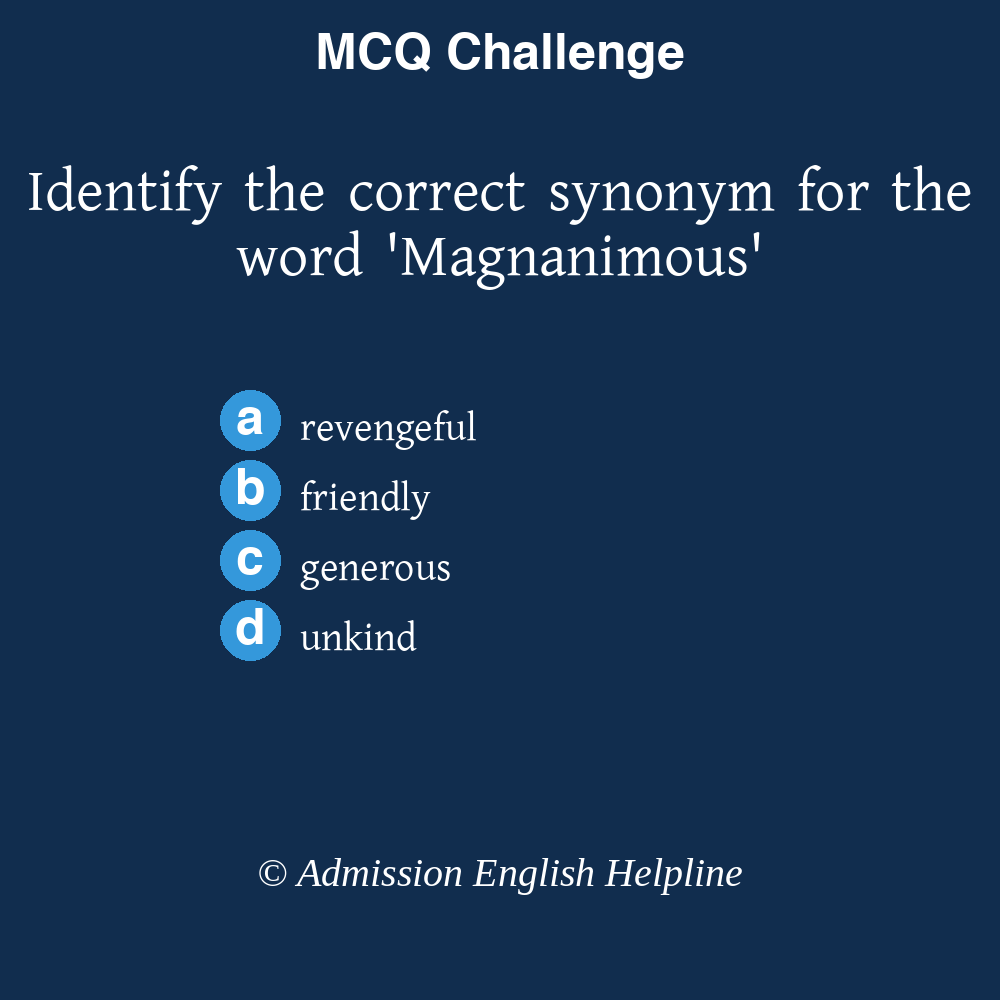 MCQ Challenge
Identify the correct synonym for the
word 'Magnanimous'
a revengeful
b friendly
c generous
d unkind
© Admission English Helpline